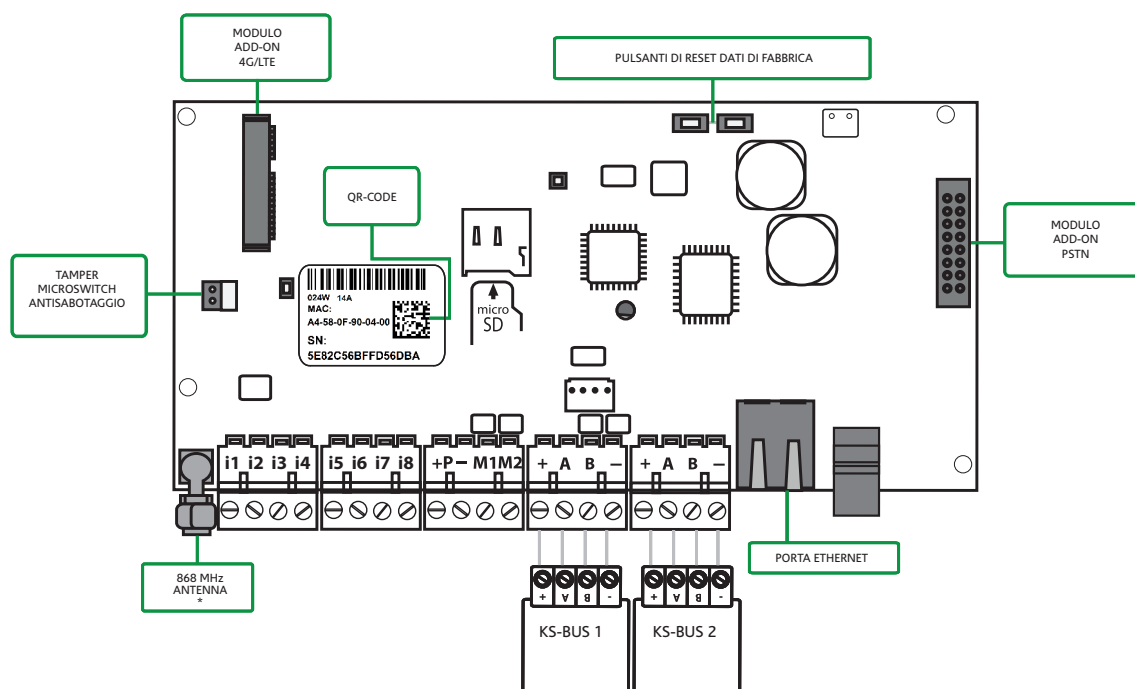 MODULO
ADD-ON
4G/LTE
PULSANTI DI RESET DATI DI FABBRICA
QR-CODE
MODULO
ADD-ON
PSTN
TAMPER
MICROSWITCH
ANTISABOTAGGIO
024W 14A
MAC:
A4-58-0F-90-04-00
SN:
5E82C56BFFD56DBA
micro
SD
i1 i2 i3 i4
i5 i6 i7 i8
+P − M1 M2
+ A B −
+ A B −
868 MHz
ANTENNA
*
PORTA ETHERNET
+ A B -
+ A B -
KS-BUS 1
KS-BUS 2